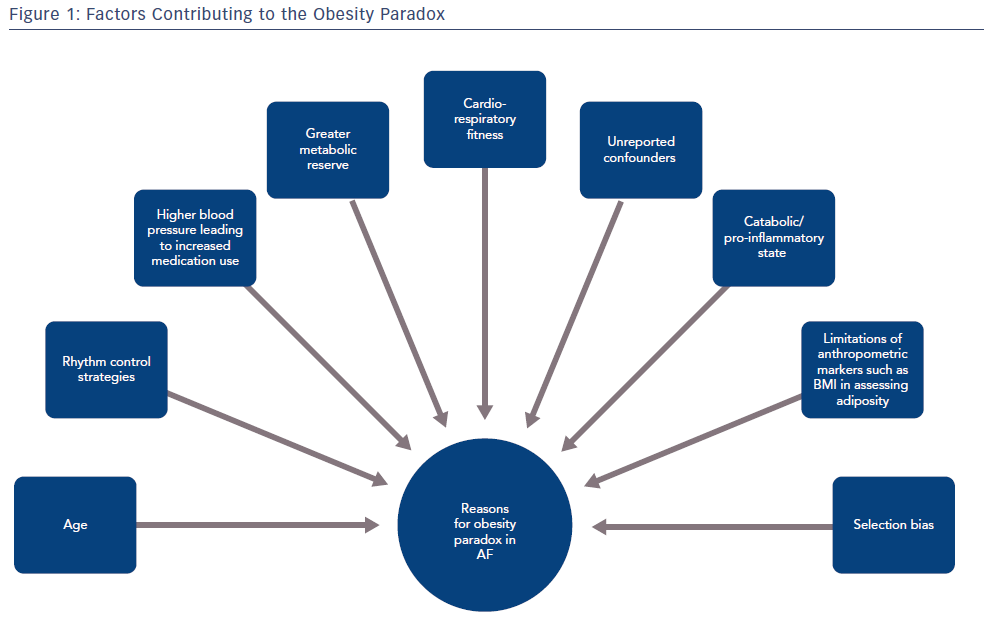 Figure 1: Factors Contributing to the Obesity Paradox
Cardio-
respiratory
fitness
Greater
metabolic
reserve
Unreported
confounders
Higher blood
pressure leading
to increased
medication use
Catabolic/
pro-inflammatory
state
Rhythm control
strategies
Limitations of
anthropometric
markers such as
BMI in assessing
adiposity
Age
Reasons
for obesity
paradox in
AF
Selection bias